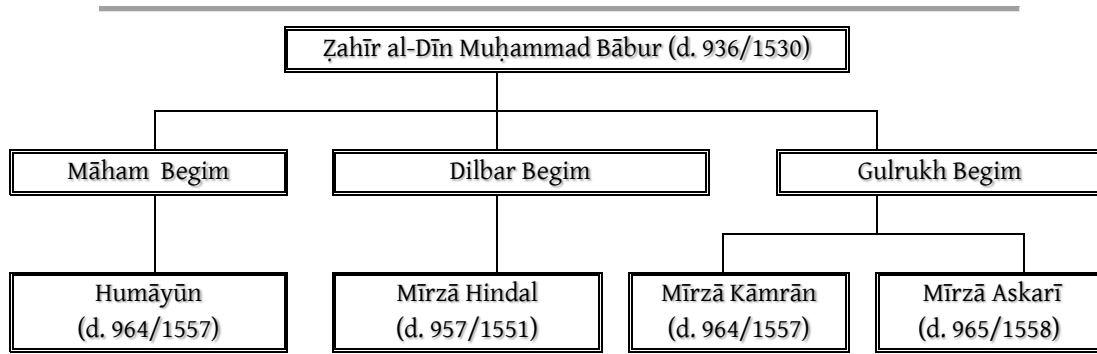 Ẓahīr al-Dīn Muḥammad Bābur (d. 936/1530)
Māham Begim
Dilbar Begim
Gulrukh Begim
Humāyūn
(d. 964/1557)
Mīrzā Hindal
(d. 957/1551)
Mīrzā Kāmrān
(d. 964/1557)
Mīrzā Askarī
(d. 965/1558)